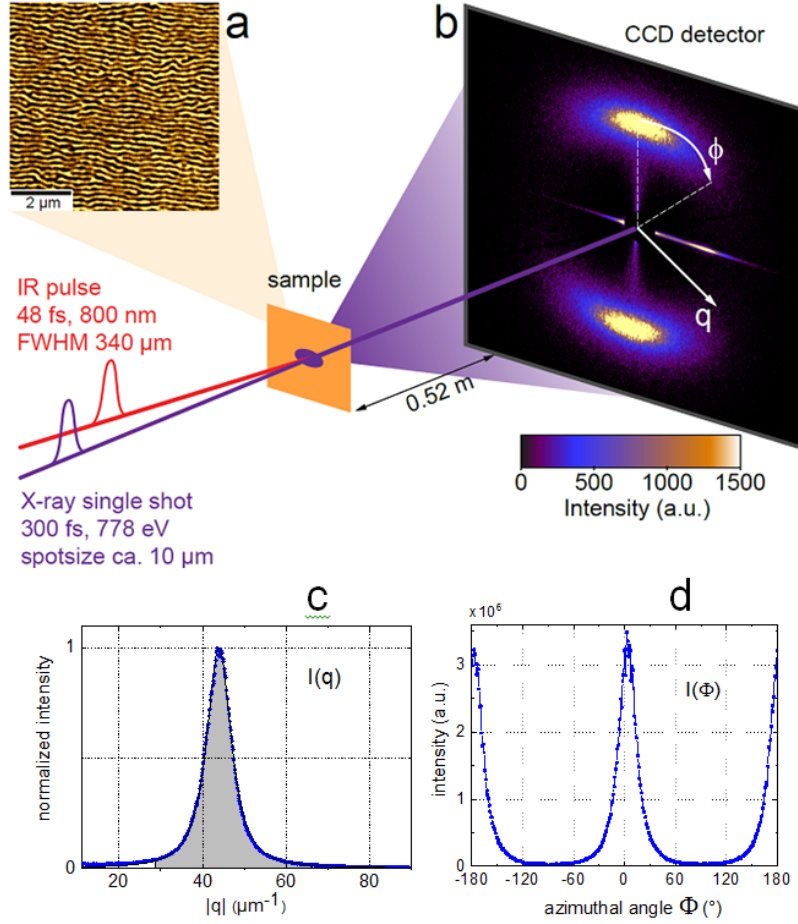 a
2 µm
b
CCD detector
ϕ
q
sample
IR pulse
48 fs, 800 nm
FWHM 340 µm
0.52 m
0 500 1000 1500
Intensity (a.u.)
X-ray single shot
300 fs, 778 eV
spotsize ca. 10 µm
c
1
0
normalized intensity
I(q)
20 40 60 80
|q| (µm⁻¹)
d
x 10⁶
3
2
1
0
intensity (a.u.)
I(Φ)
-180 -120 -60 0 60 120 180
azimuthal angle Φ (°)